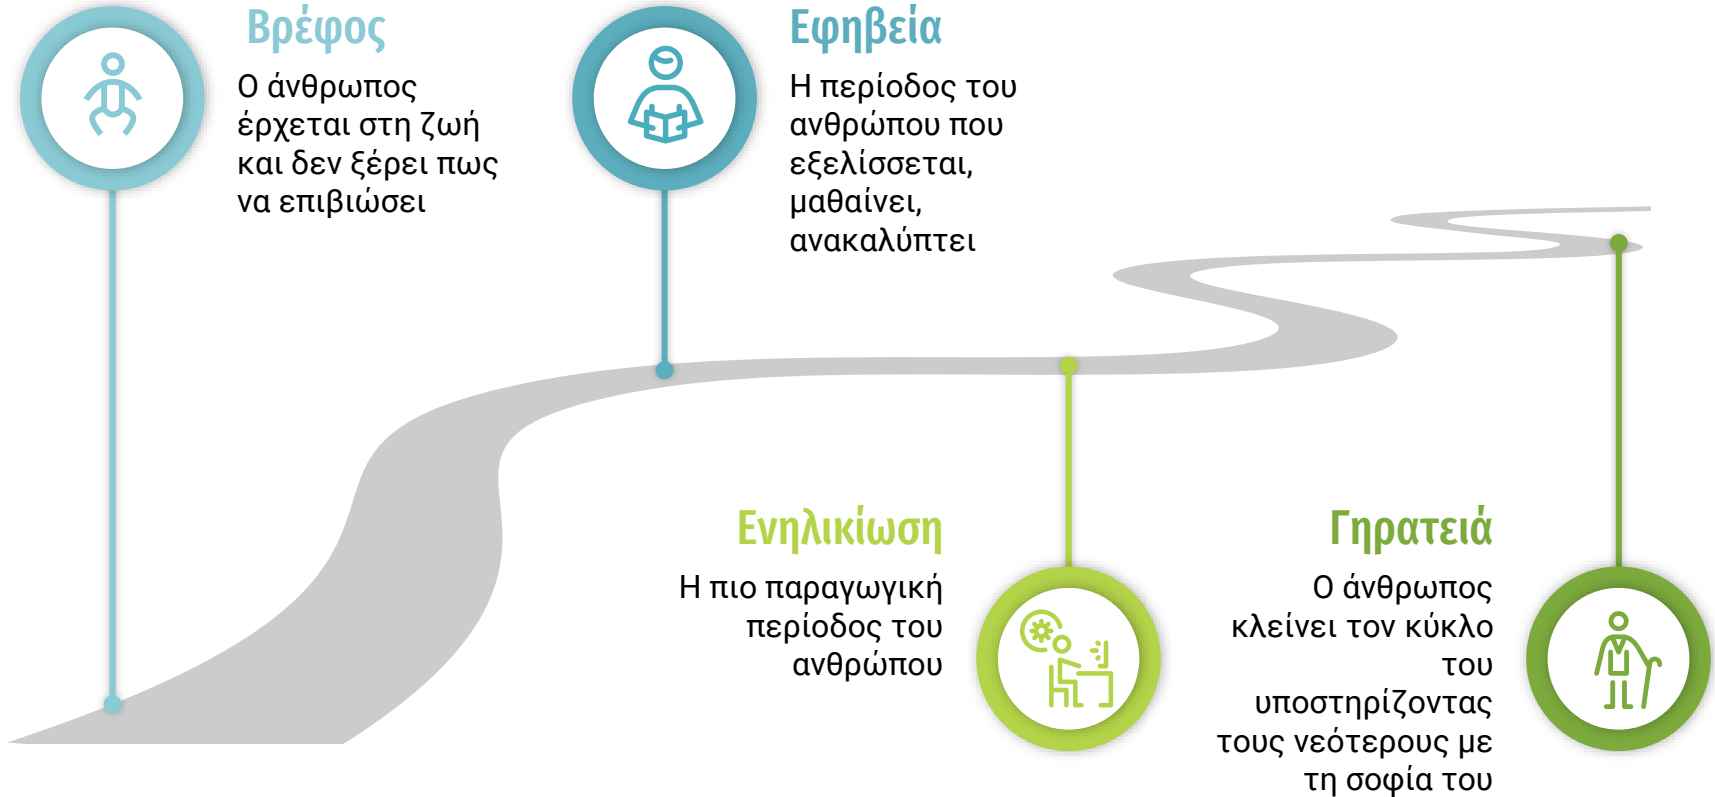 Βρέφος
Ο άνθρωπος
έρχεται στη ζωή
και δεν ξέρει πως
να επιβιώσει
Εφηβεία
Η περίοδος του
ανθρώπου που
εξελίσσεται,
μαθαίνει,
ανακαλύπτει
Ενηλικίωση
Η πιο παραγωγική
περίοδος του
ανθρώπου
Γηρατειά
Ο άνθρωπος
κλείνει τον κύκλο
του
υποστηρίζοντας
τους νεότερους με
τη σοφία του